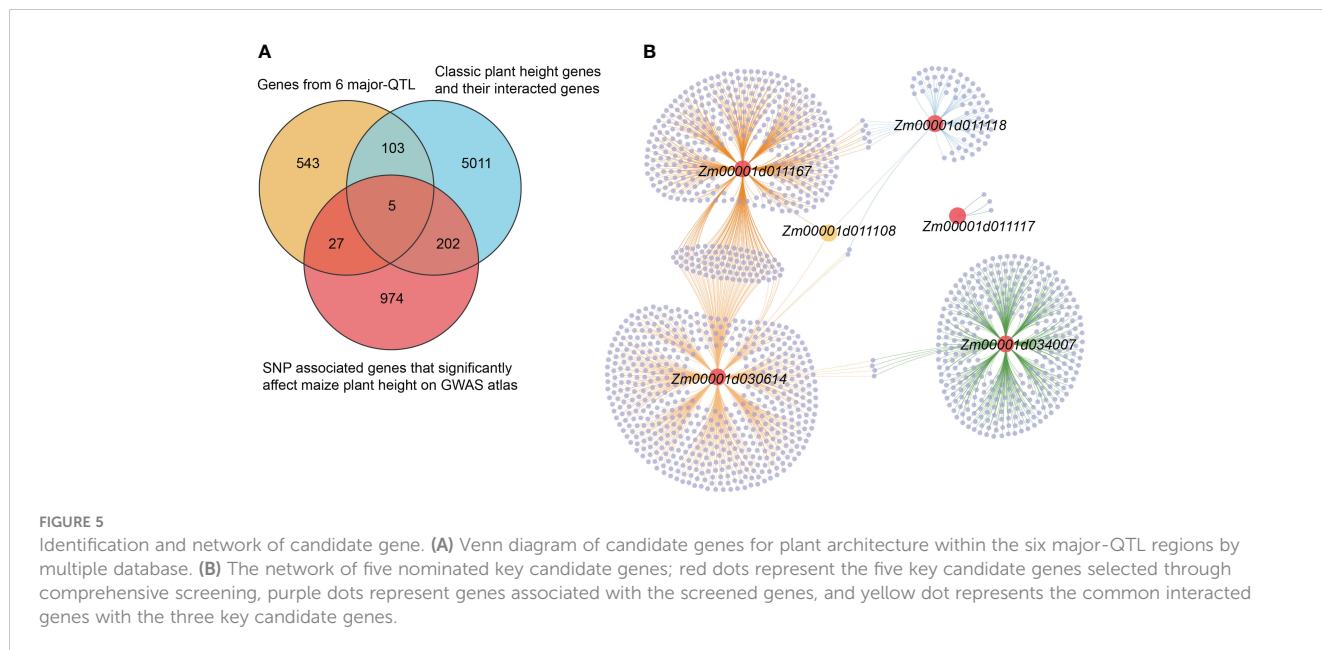 A
Genes from 6 major-QTL
Classic plant height genes
and their interacted genes
543
103
5011
5
27
202
974
SNP associated genes that significantly
affect maize plant height on GWAS atlas
B
Zm00001d011118
Zm00001d011167
Zm00001d011108
Zm00001d011117
Zm00001d034007
Zm00001d030614
FIGURE 5
Identification and network of candidate gene. (A) Venn diagram of candidate genes for plant architecture within the six major-QTL regions by
multiple database. (B) The network of five nominated key candidate genes; red dots represent the five key candidate genes selected through
comprehensive screening, purple dots represent genes associated with the screened genes, and yellow dot represents the common interacted
genes with the three key candidate genes.